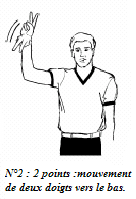 N°2 : 2 points :mouvement
de deux doigts vers le bas.